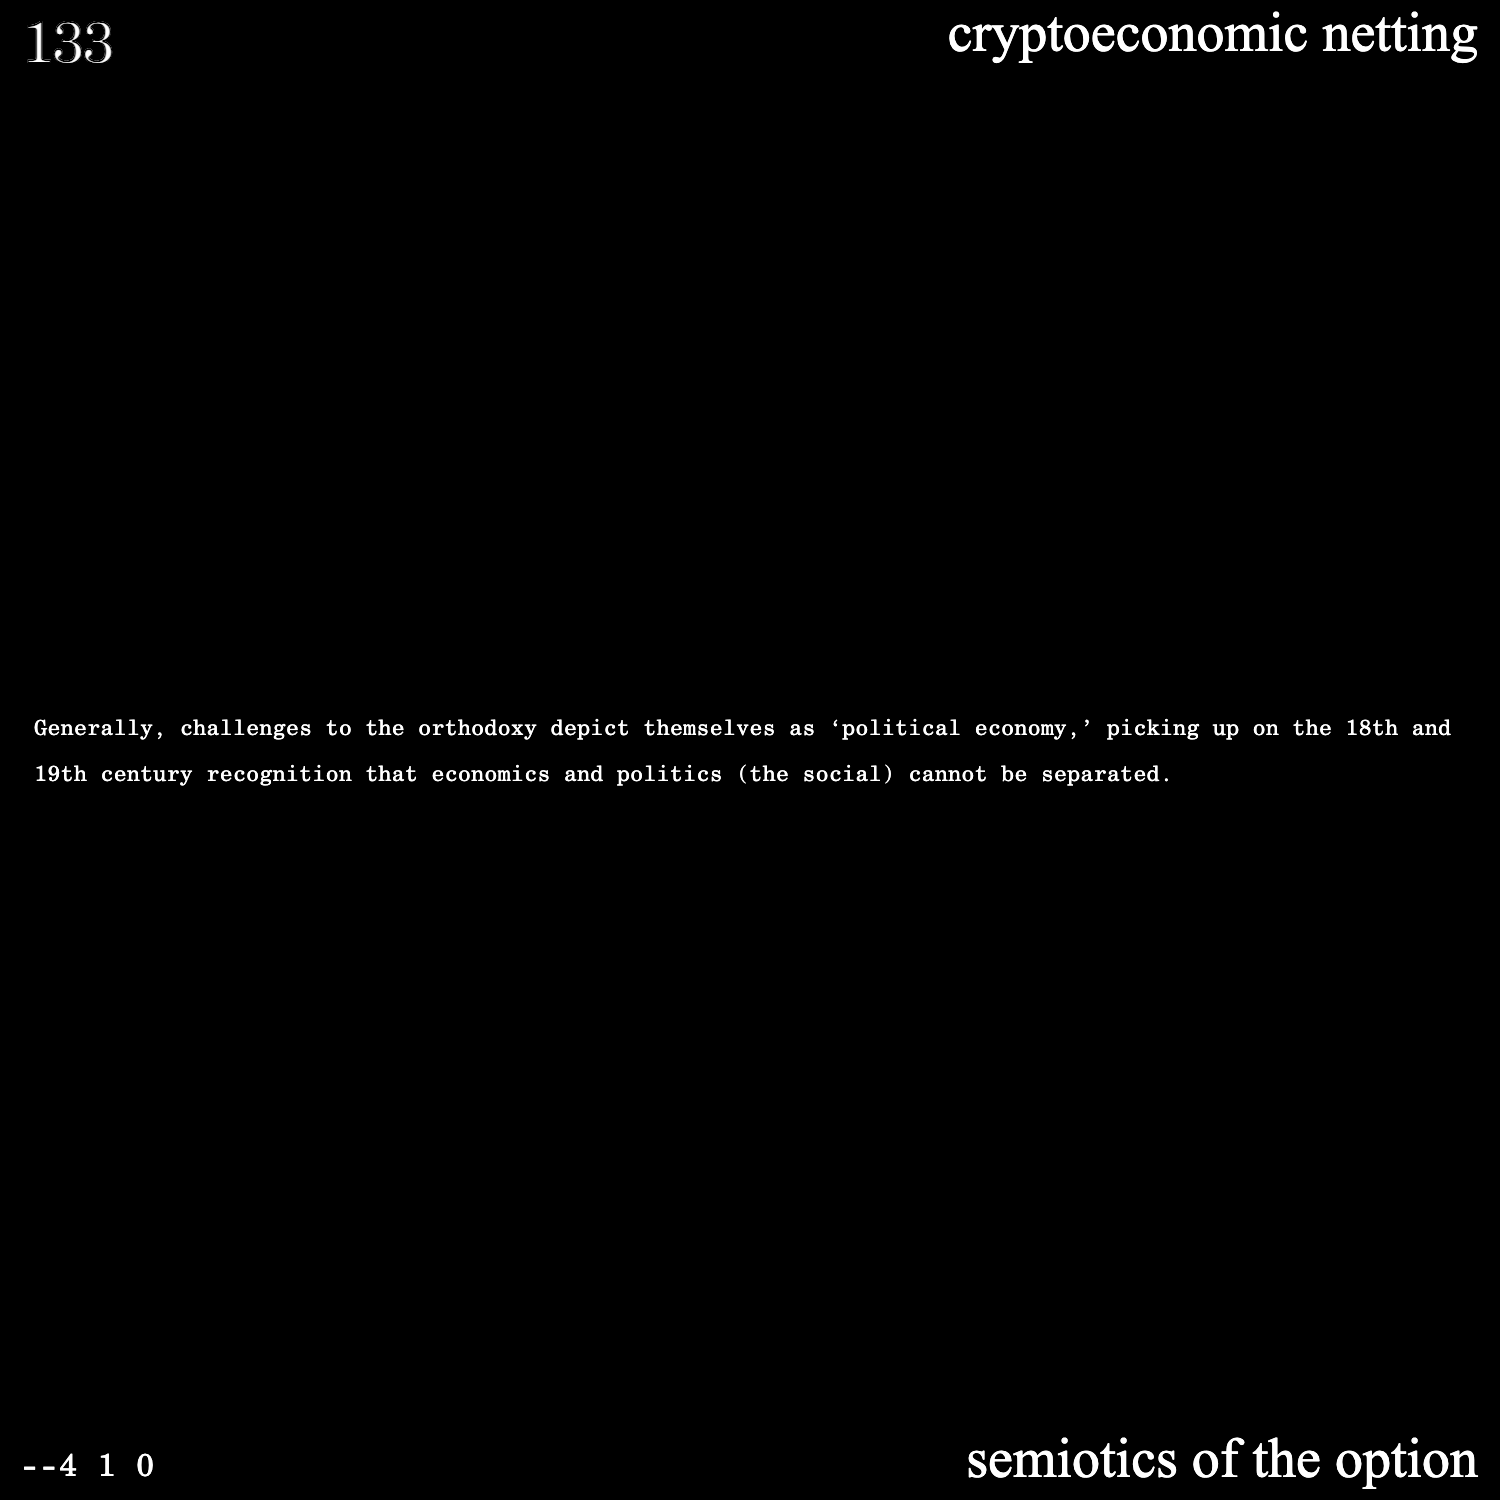 133
cryptoeconomic netting
Generally, challenges to the orthodoxy depict themselves as ‘political economy,’ picking up on the 18th and
19th century recognition that economics and politics (the social) cannot be separated.
--4 1 0
semiotics of the option